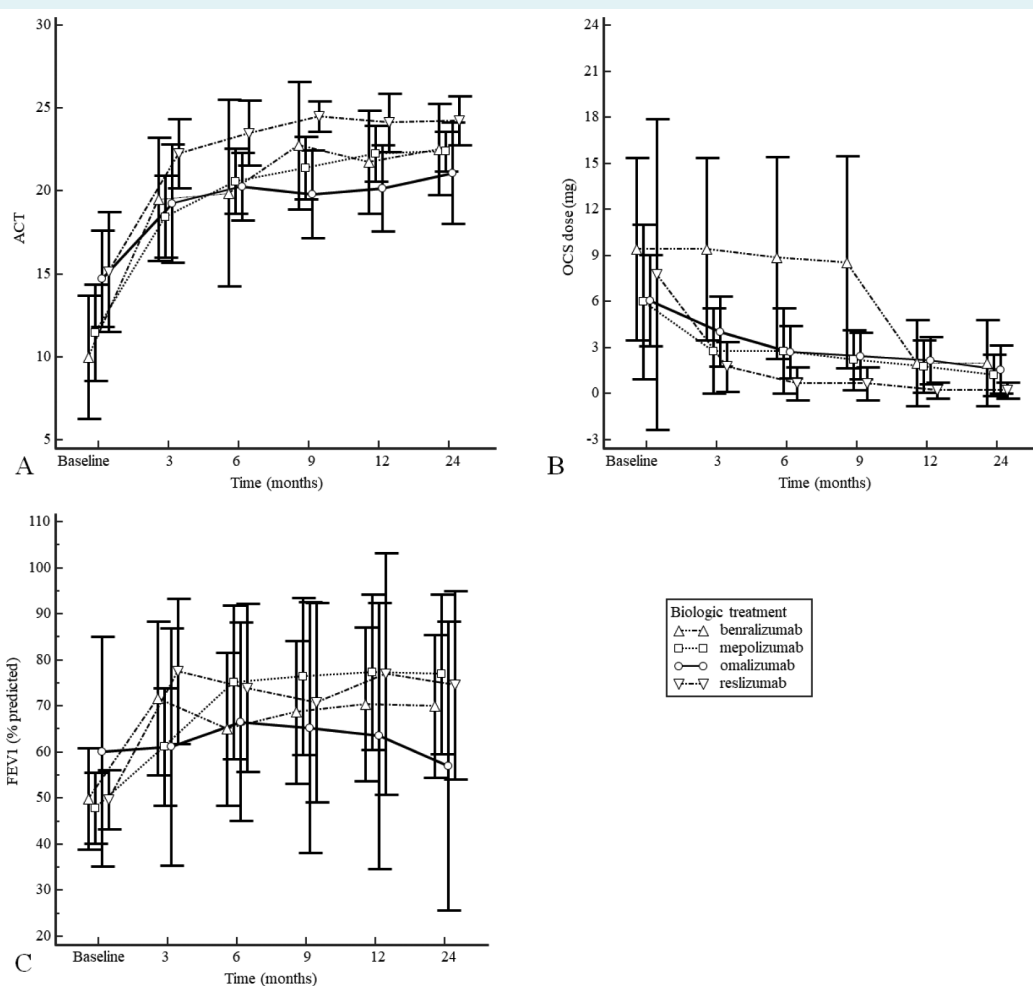 30
25
20
15
10
5
ACT
Baseline 3 6 9 12 24
Time (months)
A
24
21
18
15
12
9
6
3
0
-3
OCS dose (mg)
Baseline 3 6 9 12 24
Time (months)
B
110
100
90
80
70
60
50
40
30
20
FEV1 (% predicted)
Baseline 3 6 9 12 24
Time (months)
C
Biologic treatment
benralizumab
mepolizumab
omalizumab
reslizumab